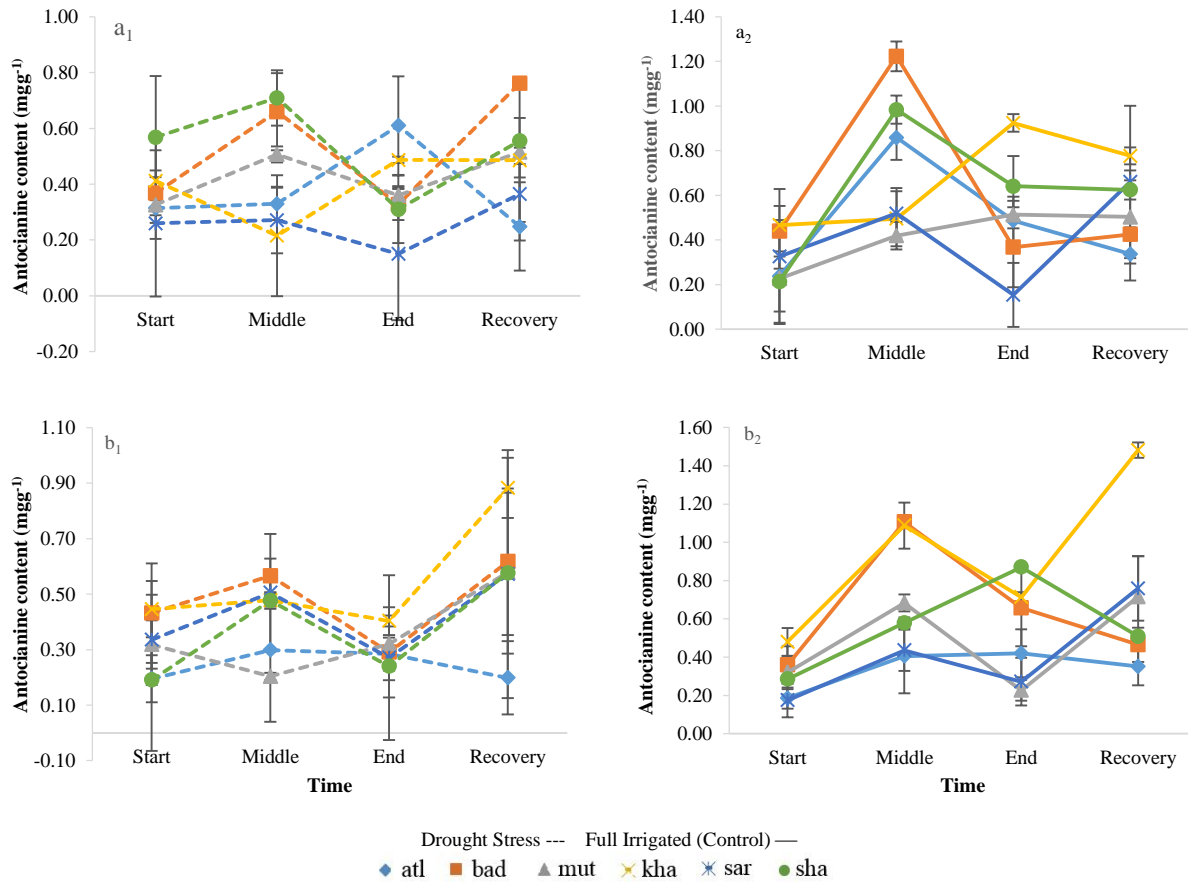 a1
Antocianine content (mgg-1)
1.00
0.80
0.60
0.40
0.20
0.00
-0.20
Start Middle End Recovery
a2
Antocianine content (mgg-1)
1.40
1.20
1.00
0.80
0.60
0.40
0.20
0.00
Start Middle End Recovery
b1
Antocianine content (mgg-1)
1.10
0.90
0.70
0.50
0.30
0.10
-0.10
Start Middle End Recovery
Time
b2
Antocianine content (mgg-1)
1.60
1.40
1.20
1.00
0.80
0.60
0.40
0.20
0.00
Start Middle End Recovery
Time
Drought Stress --- Full Irrigated (Control) —
atl bad mut kha sar sha